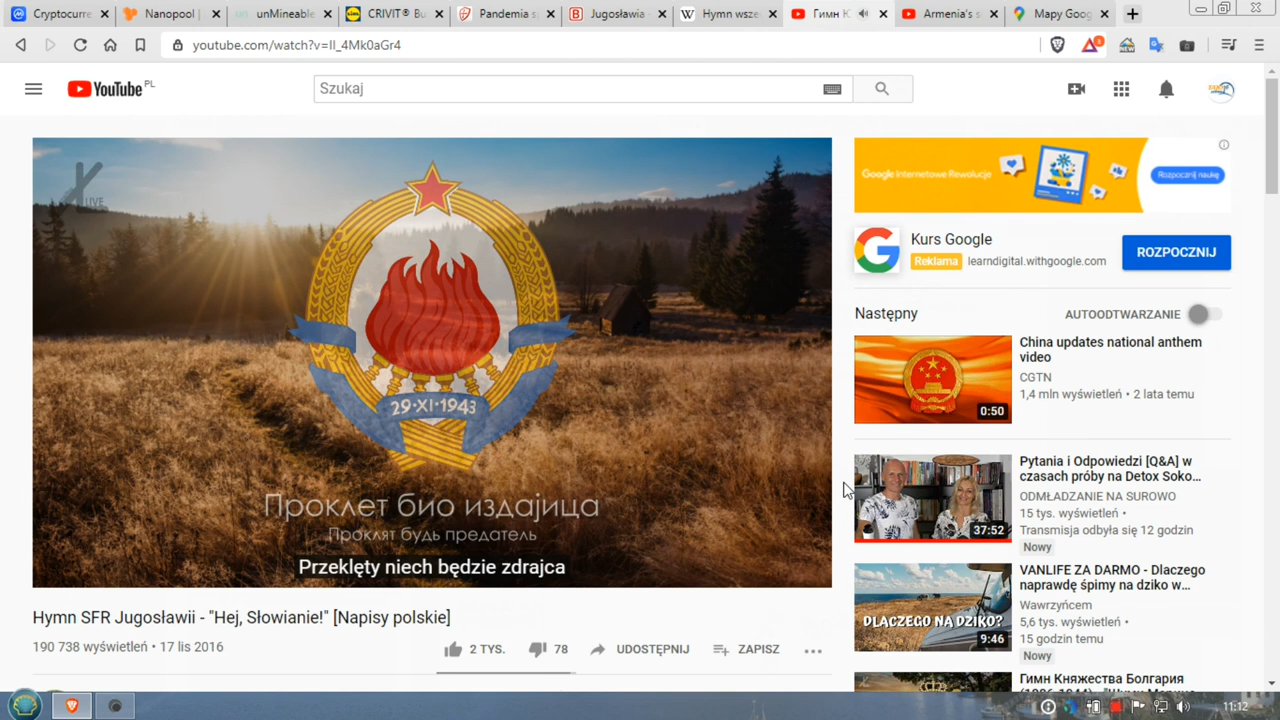 Cryptocurr
Nanopool |
unMineable
CRIVIT® Bu
Pandemia s
Jugosławia -
Hymn wsze
Гимн К
Armenia's s
Mapy Goog
youtube.com/watch?v=II_4Mk0aGr4
3
NEW
YouTube PL
Szukaj
LIVE
29·XI·1943
Проклет био издајица
Проклят будь предатель
Przeklęty niech będzie zdrajca
Hymn SFR Jugosławii - "Hej, Słowianie!" [Napisy polskie]
190 738 wyświetleń • 17 lis 2016
2 TYS.
78
UDOSTĘPNIJ
ZAPISZ
Google Internetowe Rewolucje
Rozpocznij naukę
Kurs Google
Reklama
learndigital.withgoogle.com
ROZPOCZNIJ
Następny
AUTOODTWARZANIE
0:50
China updates national anthem
video
CGTN
1,4 mln wyświetleń • 2 lata temu
37:52
Pytania i Odpowiedzi [Q&A] w
czasach próby na Detox Soko...
ODMŁADZANIE NA SUROWO
15 tys. wyświetleń •
Transmisja odbyła się 12 godzin
Nowy
DLACZEGO NA DZIKO?
9:46
VANLIFE ZA DARMO - Dlaczego
naprawdę śpimy na dziko w...
Wawrzyńcem
5,6 tys. wyświetleń •
15 godzin temu
Nowy
Гимн Княжества Болгария
11:12